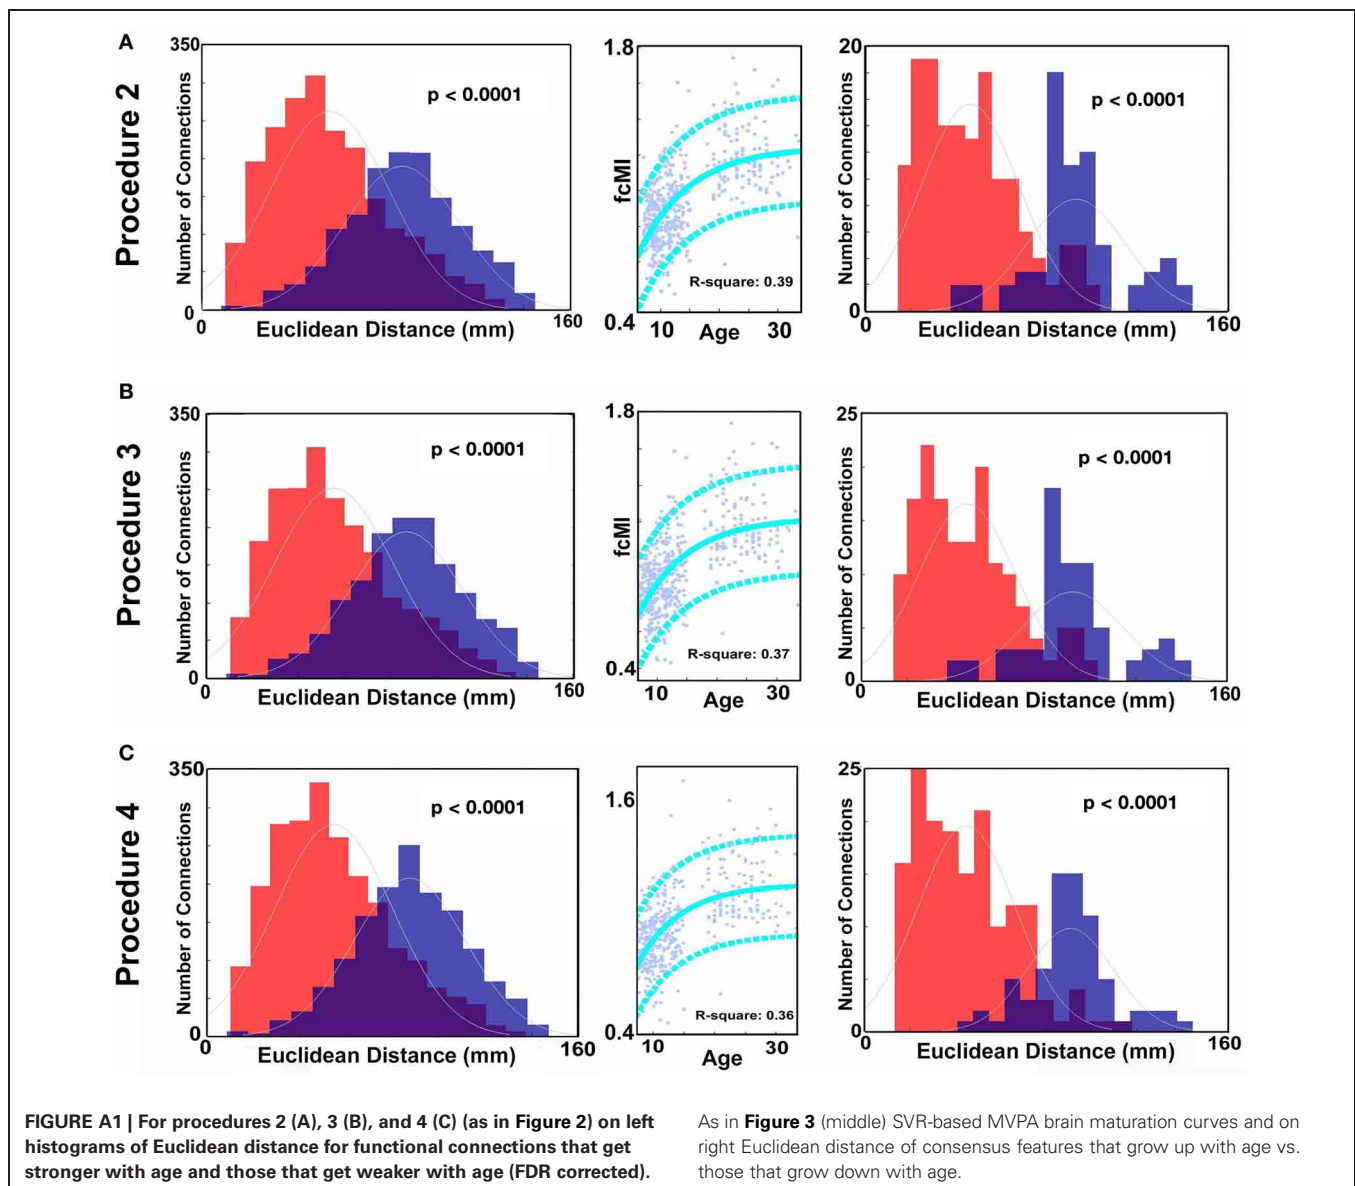 A
Procedure 2
350
Number of Connections
p < 0.0001
0
0
160
Euclidean Distance (mm)
1.8
fcMI
R-square: 0.39
0.4
10
30
Age
20
Number of Connections
p < 0.0001
0
0
160
Euclidean Distance (mm)
B
Procedure 3
350
Number of Connections
p < 0.0001
0
0
160
Euclidean Distance (mm)
1.8
fcMI
R-square: 0.37
0.4
10
30
Age
25
Number of Connections
p < 0.0001
0
0
160
Euclidean Distance (mm)
C
Procedure 4
350
Number of Connections
p < 0.0001
0
0
160
Euclidean Distance (mm)
1.6
R-square: 0.36
0.4
10
30
Age
25
Number of Connections
p < 0.0001
0
0
160
Euclidean Distance (mm)
FIGURE A1 | For procedures 2 (A), 3 (B), and 4 (C) (as in Figure 2) on left
histograms of Euclidean distance for functional connections that get
stronger with age and those that get weaker with age (FDR corrected).
As in Figure 3 (middle) SVR-based MVPA brain maturation curves and on
right Euclidean distance of consensus features that grow up with age vs.
those that grow down with age.